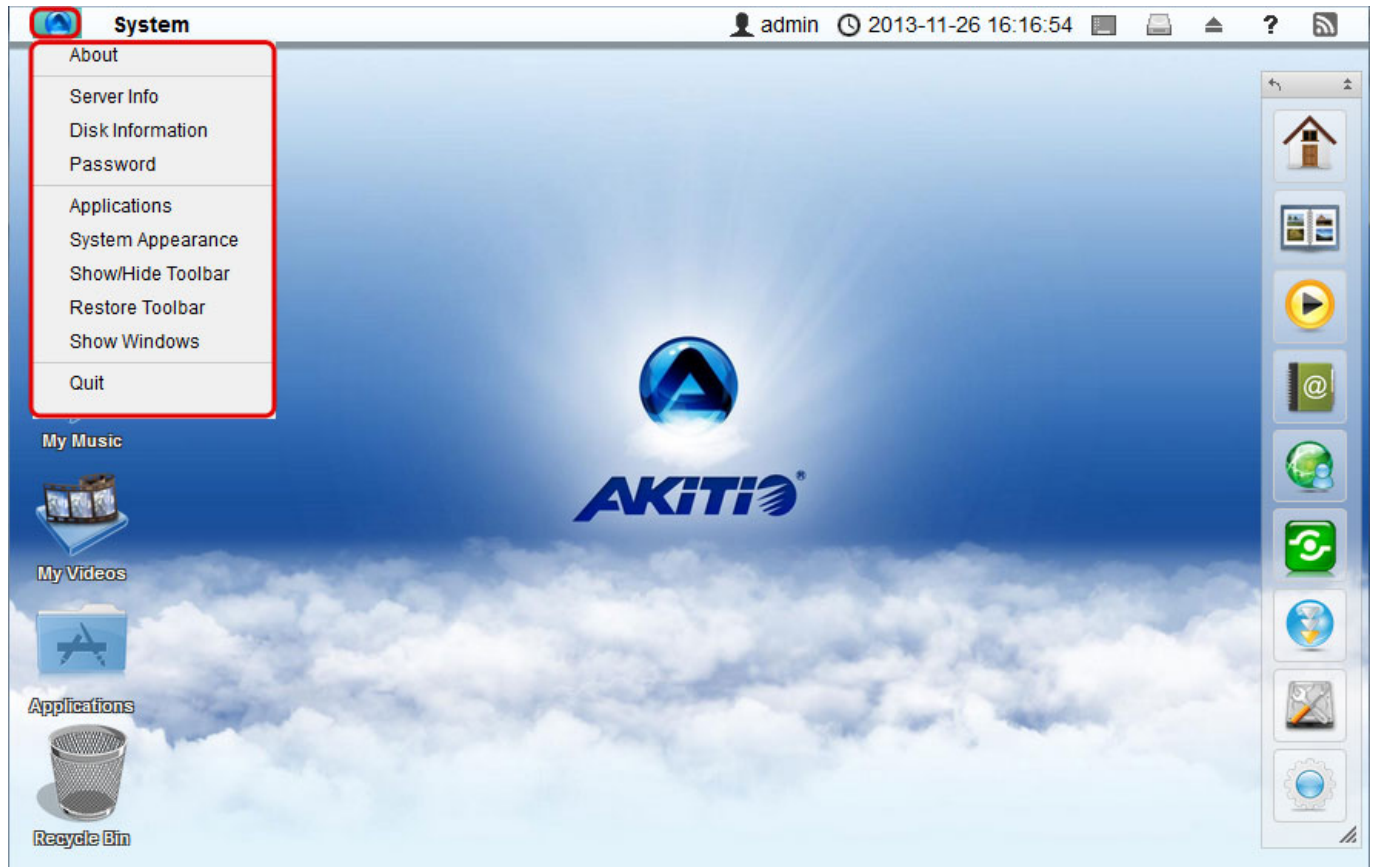 System
admin 2013-11-26 16:16:54 ?
About
Server Info
Disk Information
Password
Applications
System Appearance
Show/Hide Toolbar
Restore Toolbar
Show Windows
Quit
My Music
My Videos
Applications
Recycle Bin
AKiTiO®
@